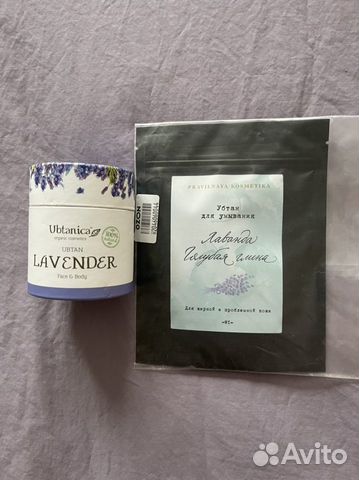 Ubtanica
organic cosmetics
100%
UBTAN
LAVENDER
Face & Body
OZON
PRAVILNAYA KOSMETIKA
Убтан
для умывания
Лаванда
Голубая глина
Для жирной и проблемной кожи
Avito